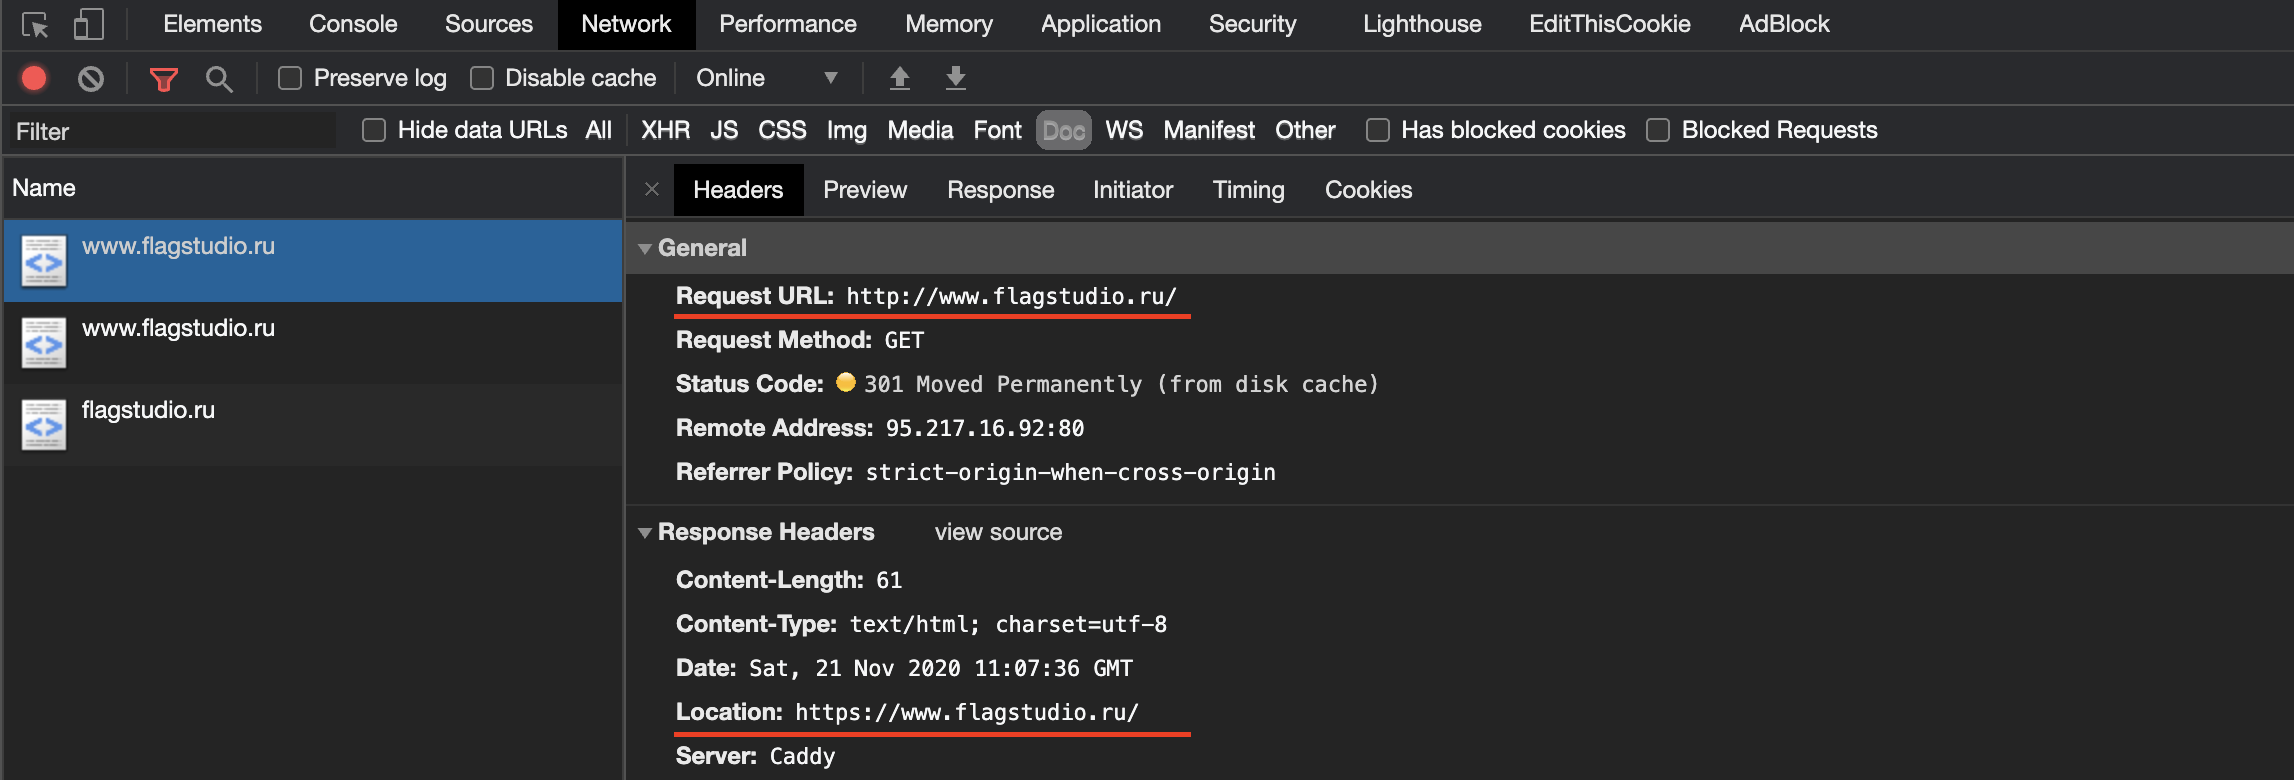 Elements Console Sources Network Performance Memory Application Security Lighthouse EditThisCookie AdBlock
Preserve log Disable cache Online
Filter Hide data URLs All XHR JS CSS Img Media Font Doc WS Manifest Other Has blocked cookies Blocked Requests
Name
www.flagstudio.ru
www.flagstudio.ru
flagstudio.ru
Headers Preview Response Initiator Timing Cookies
General
Request URL: http://www.flagstudio.ru/
Request Method: GET
Status Code: 301 Moved Permanently (from disk cache)
Remote Address: 95.217.16.92:80
Referrer Policy: strict-origin-when-cross-origin
Response Headers view source
Content-Length: 61
Content-Type: text/html; charset=utf-8
Date: Sat, 21 Nov 2020 11:07:36 GMT
Location: https://www.flagstudio.ru/
Server: Caddy